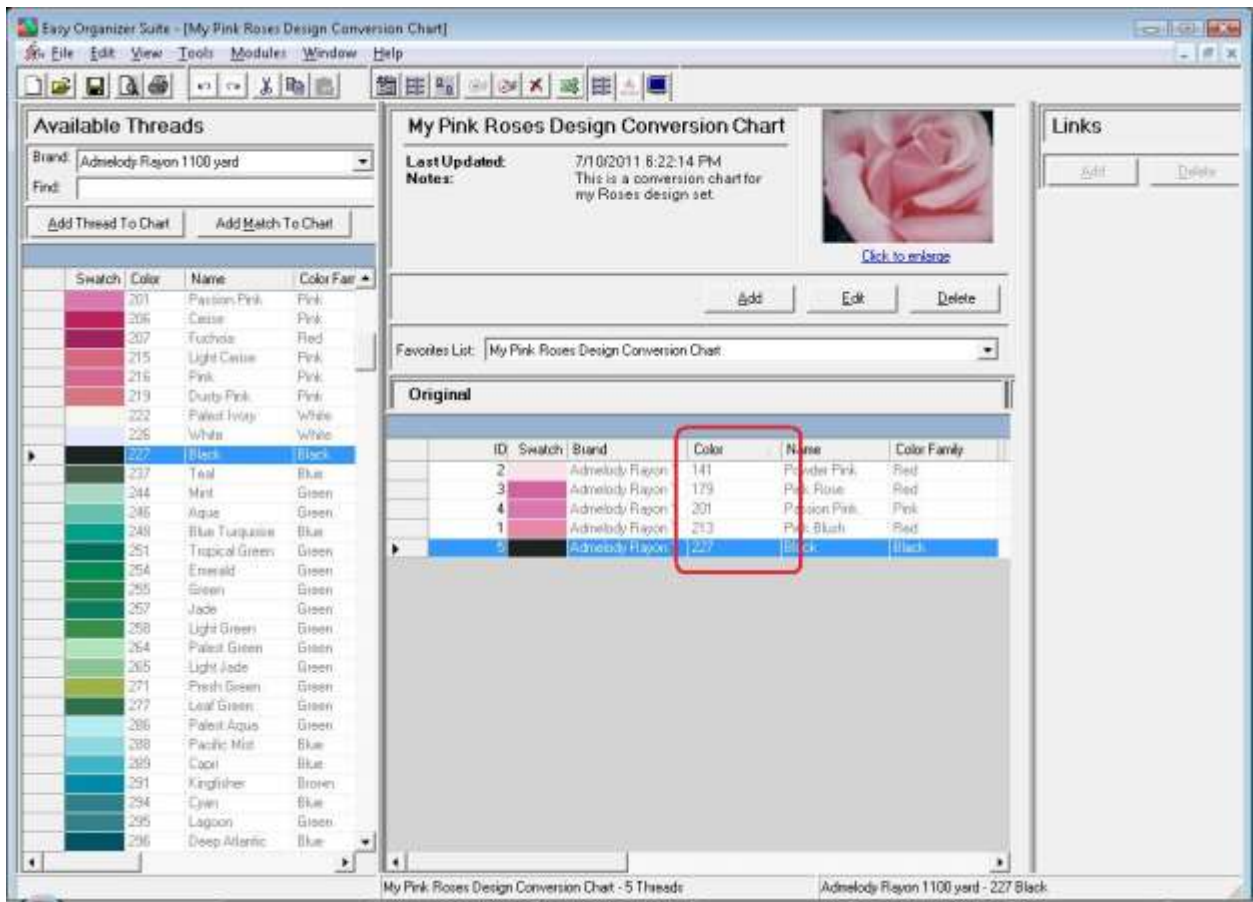 Easy Organizer Suite - [My Pink Roses Design Conversion Chart]
File Edit View Tools Modules Window Help
Available Threads
Brand: Admelody Rayon 1100 yard
Find:
Add Thread To Chart Add Match To Chart
Swatch Color Name Color Fam
201 Passion Pink Pink
206 Cerise Pink
207 Fuchsia Red
215 Light Cerise Pink
216 Pink Pink
219 Dusty Pink Pink
222 Palest Ivory White
226 White White
227 Black Black
237 Teal Blue
244 Mint Green
246 Aqua Green
249 Blue Turquoise Blue
251 Tropical Green Green
254 Emerald Green
255 Green Green
257 Jade Green
258 Light Green Green
264 Palest Green Green
265 Light Jade Green
271 Fresh Green Green
277 Leaf Green Green
286 Palest Aqua Green
288 Pacific Mist Blue
289 Capri Blue
291 Kingfisher Brown
294 Cyan Blue
295 Lagoon Green
296 Deep Atlantic Blue
My Pink Roses Design Conversion Chart
Last Updated: 7/10/2011 6:22:14 PM
Notes: This is a conversion chart for
my Roses design set.
Click to enlarge
Add Edit Delete
Favorites List: My Pink Roses Design Conversion Chart
Original
ID Swatch Brand Color Name Color Family
2 Admelody Rayon 141 Powder Pink Red
3 Admelody Rayon 179 Pink Rose Red
4 Admelody Rayon 201 Passion Pink Pink
1 Admelody Rayon 213 Pink Blush Red
5 Admelody Rayon 227 Black Black
Links
Add Delete
My Pink Roses Design Conversion Chart - 5 Threads
Admelody Rayon 1100 yard - 227 Black